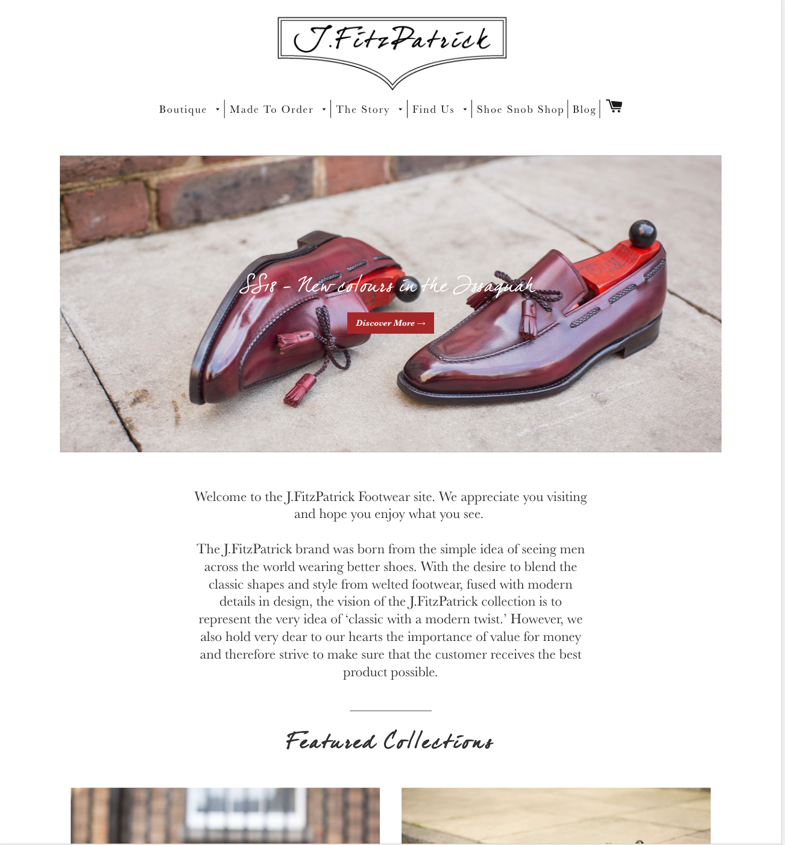 J.FitzPatrick
Boutique Made To Order The Story Find Us Shoe Snob Shop Blog
SS18 – New colours in the Issaquah
Discover More →
Welcome to the J.FitzPatrick Footwear site. We appreciate you visiting
and hope you enjoy what you see.
The J.FitzPatrick brand was born from the simple idea of seeing men
across the world wearing better shoes. With the desire to blend the
classic shapes and style from welted footwear, fused with modern
details in design, the vision of the J.FitzPatrick collection is to
represent the very idea of ‘classic with a modern twist.’ However, we
also hold very dear to our hearts the importance of value for money
and therefore strive to make sure that the customer receives the best
product possible.
Featured Collections